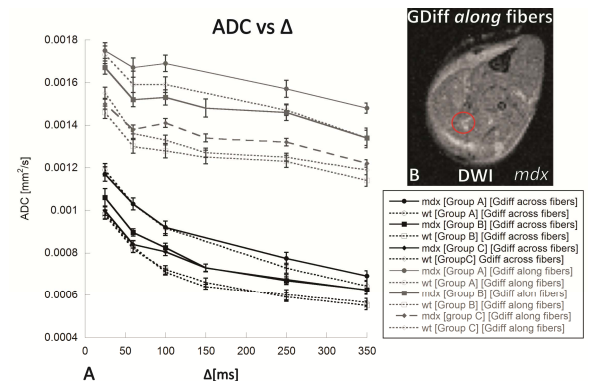 ADC vs Δ
GDiff along fibers
0.0018
0.0016
0.0014
0.0012
0.001
0.0008
0.0006
0.0004
ADC [mm²/s]
0
50
100
150
200
250
300
350
A
Δ[ms]
B
DWI
mdx
mdx [Group A] [Gdiff across fibers]
wt [Group A] [Gdiff across fibers]
mdx [Group B] [Gdiff across fibers]
wt [Group B] [Gdiff across fibers]
mdx [Group C] [Gdiff across fibers]
wt [GroupC] [Gdiff across fibers]
mdx [Group A] [Gdiff along fibers]
wt [Group A] [Gdiff along fibers]
mdx [Group B] [Gdiff alon fibers]
wt [Group B] [Gdiff along fibers]
mdx [group C] [Gdiff along fibers]
wt [Group C] [Gdiff along fibers]